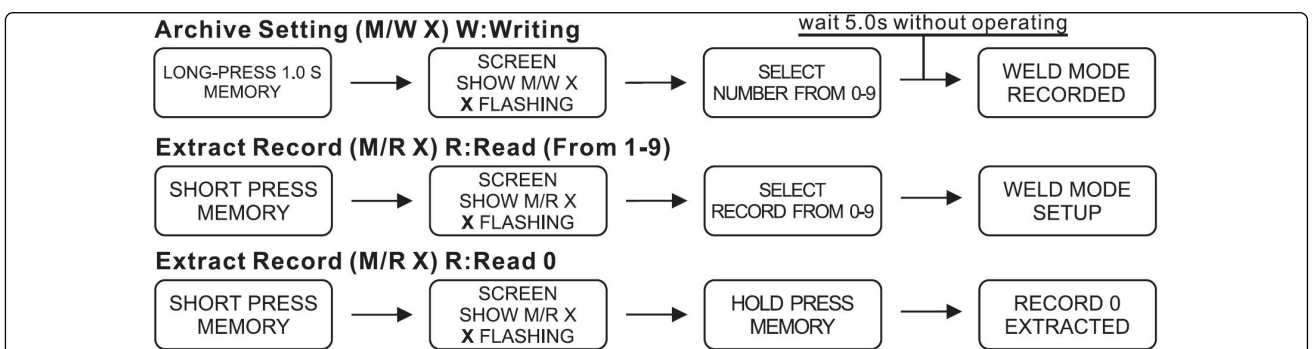 Archive Setting (M/W X) W:Writing
wait 5.0s without operating
LONG-PRESS 1.0 S
MEMORY
SCREEN
SHOW M/W X
X FLASHING
SELECT
NUMBER FROM 0-9
WELD MODE
RECORDED
Extract Record (M/R X) R:Read (From 1-9)
SHORT PRESS
MEMORY
SCREEN
SHOW M/R X
X FLASHING
SELECT
RECORD FROM 0-9
WELD MODE
SETUP
Extract Record (M/R X) R:Read 0
SHORT PRESS
MEMORY
SCREEN
SHOW M/R X
X FLASHING
HOLD PRESS
MEMORY
RECORD 0
EXTRACTED